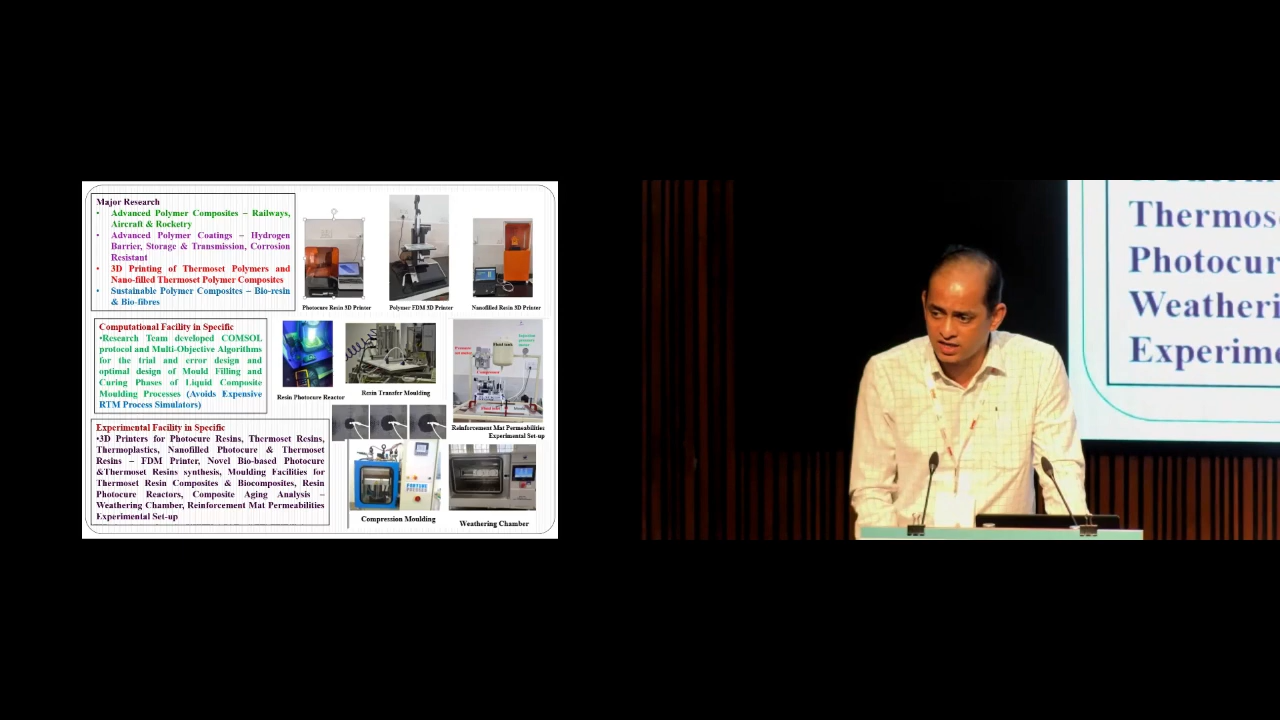 Major Research
• Advanced Polymer Composites – Railways,
Aircraft & Rocketry
• Advanced Polymer Coatings – Hydrogen
Barrier, Storage & Transmission, Corrosion
Resistant
• 3D Printing of Thermoset Polymers and
Nano-filled Thermoset Polymer Composites
• Sustainable Polymer Composites – Bio-resin
& Bio-fibres
Photocure Resin 3D Printer
Polymer FDM 3D Printer
Nanofilled Resin 3D Printer
Computational Facility in Specific
•Research Team developed COMSOL
protocol and Multi-Objective Algorithms
for the trial and error design and
optimal design of Mould Filling and
Curing Phases of Liquid Composite
Moulding Processes (Avoids Expensive
RTM Process Simulators)
Resin Photocure Reactor
Resin Transfer Moulding
Fluid tank
Compressor
Reinforcement Mat Permeabilities
Experimental Set-up
Experimental Facility in Specific
•3D Printers for Photocure Resins, Thermoset Resins,
Thermoplastics, Nanofilled Photocure & Thermoset
Resins – FDM Printer, Novel Bio-based Photocure
&Thermoset Resins synthesis, Moulding Facilities for
Thermoset Resin Composites & Biocomposites, Resin
Photocure Reactors, Composite Aging Analysis –
Weathering Chamber, Reinforcement Mat Permeabilities
Experimental Set-up
Compression Moulding
Weathering Chamber
Thermos
Photocur
Weatheri
Experime